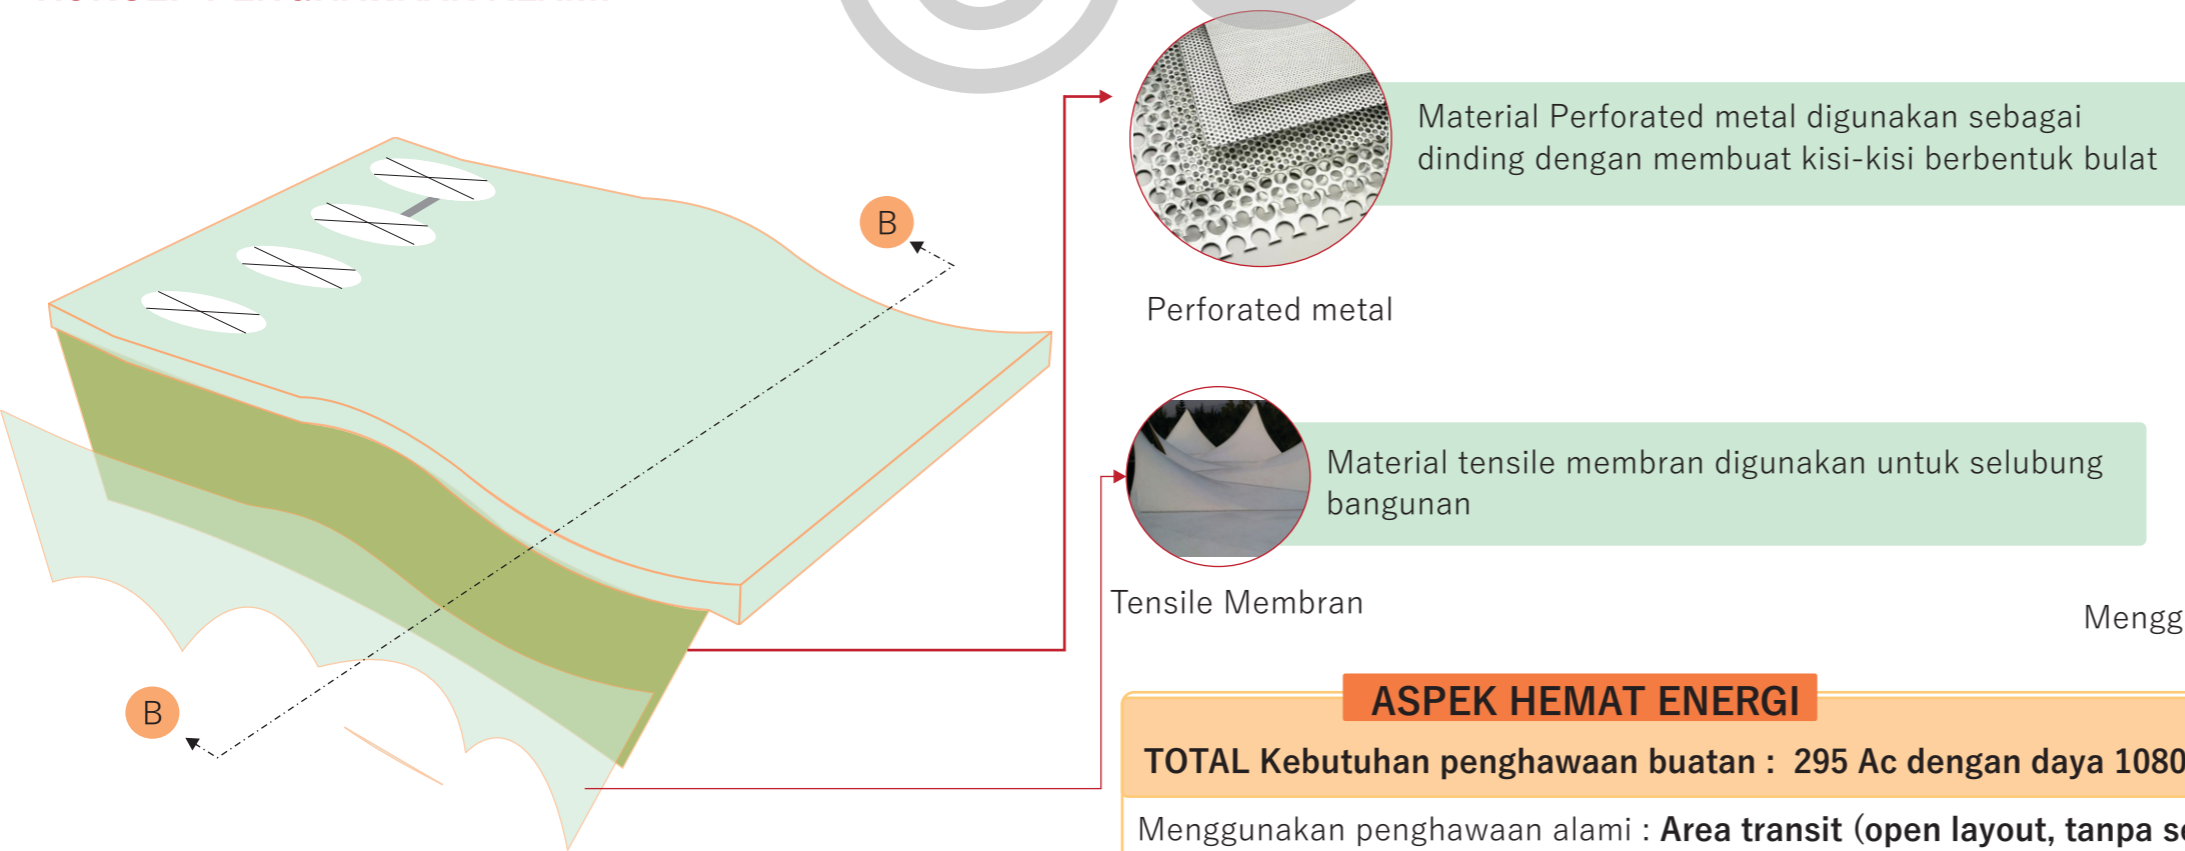 B
B
Material Perforated metal digunakan sebagai
dinding dengan membuat kisi-kisi berbentuk bulat
Perforated metal
Material tensile membran digunakan untuk selubung
bangunan
Tensile Membran
Mengg
ASPEK HEMAT ENERGI
TOTAL Kebutuhan penghawaan buatan : 295 Ac dengan daya 1080
Menggunakan penghawaan alami : Area transit (open layout, tanpa se